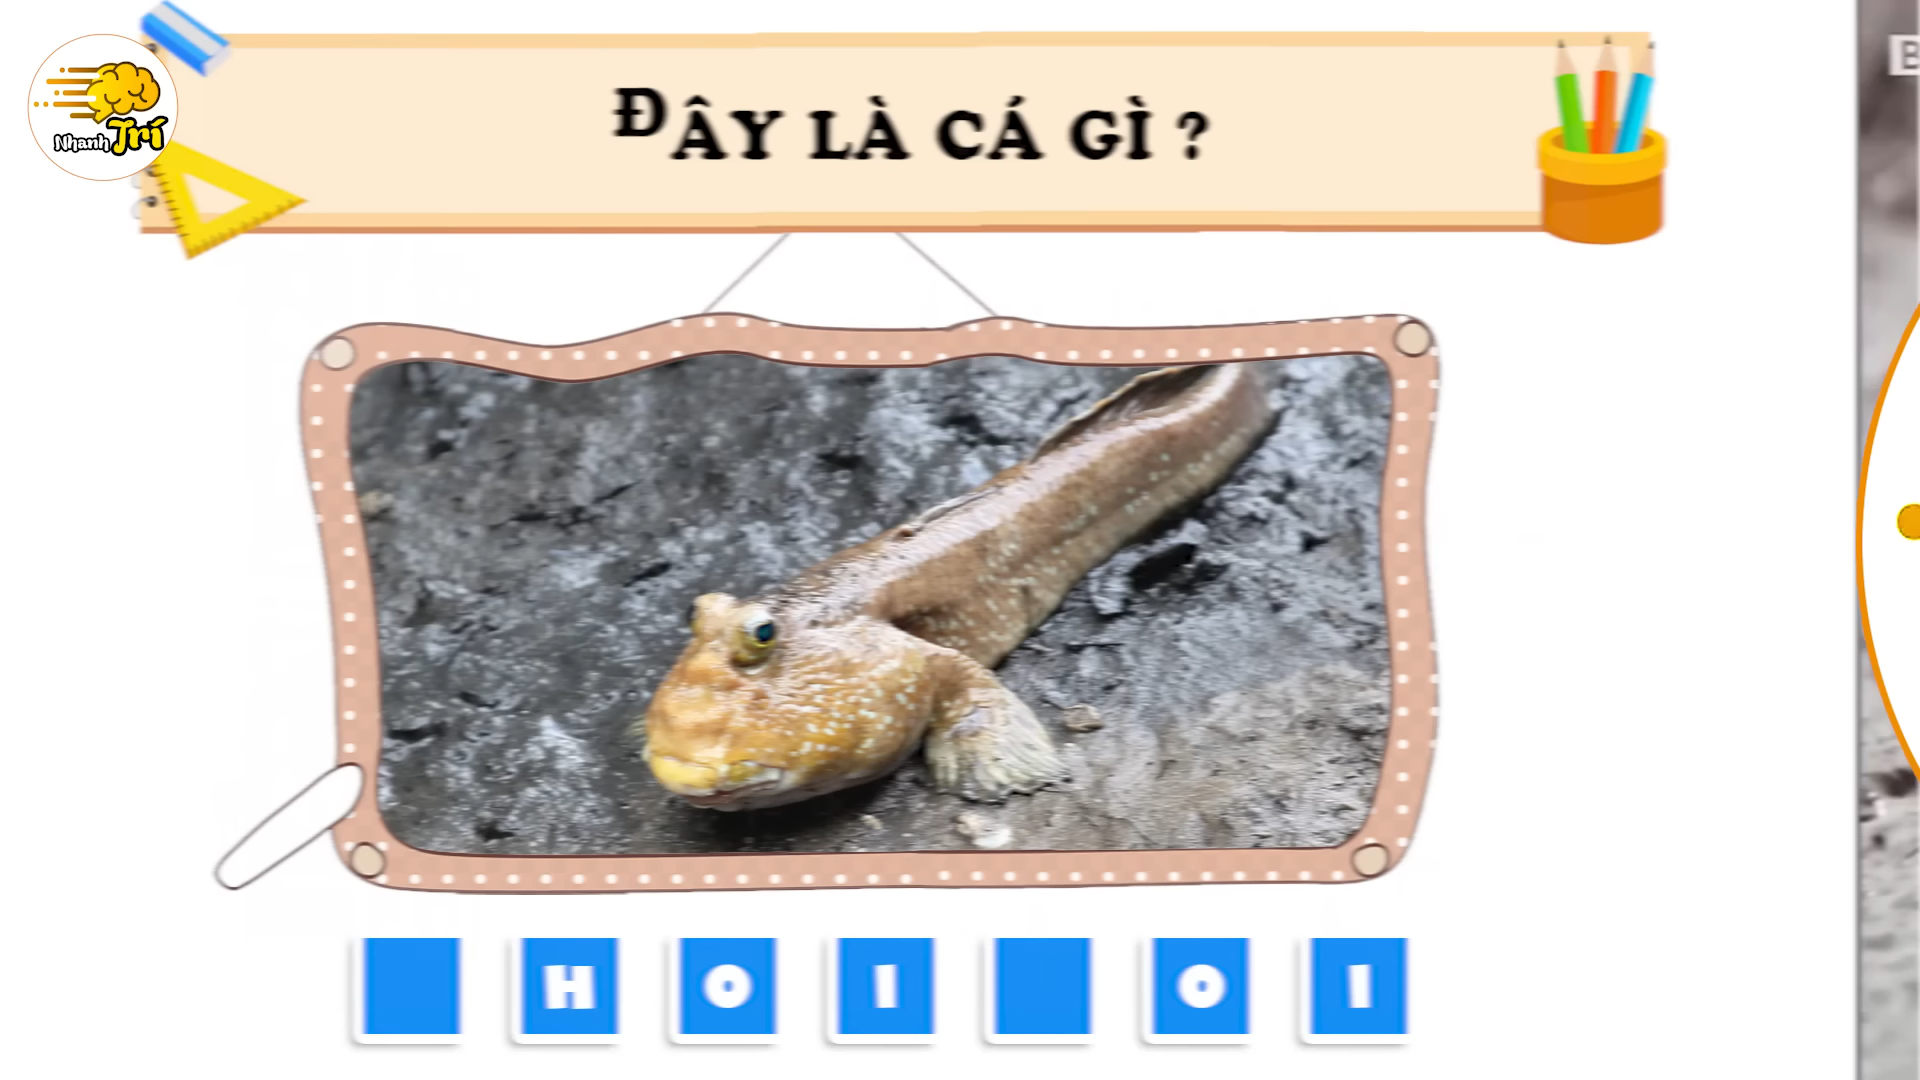 Nhanh Trí
ĐÂY LÀ CÁ GÌ ?
H O I O I